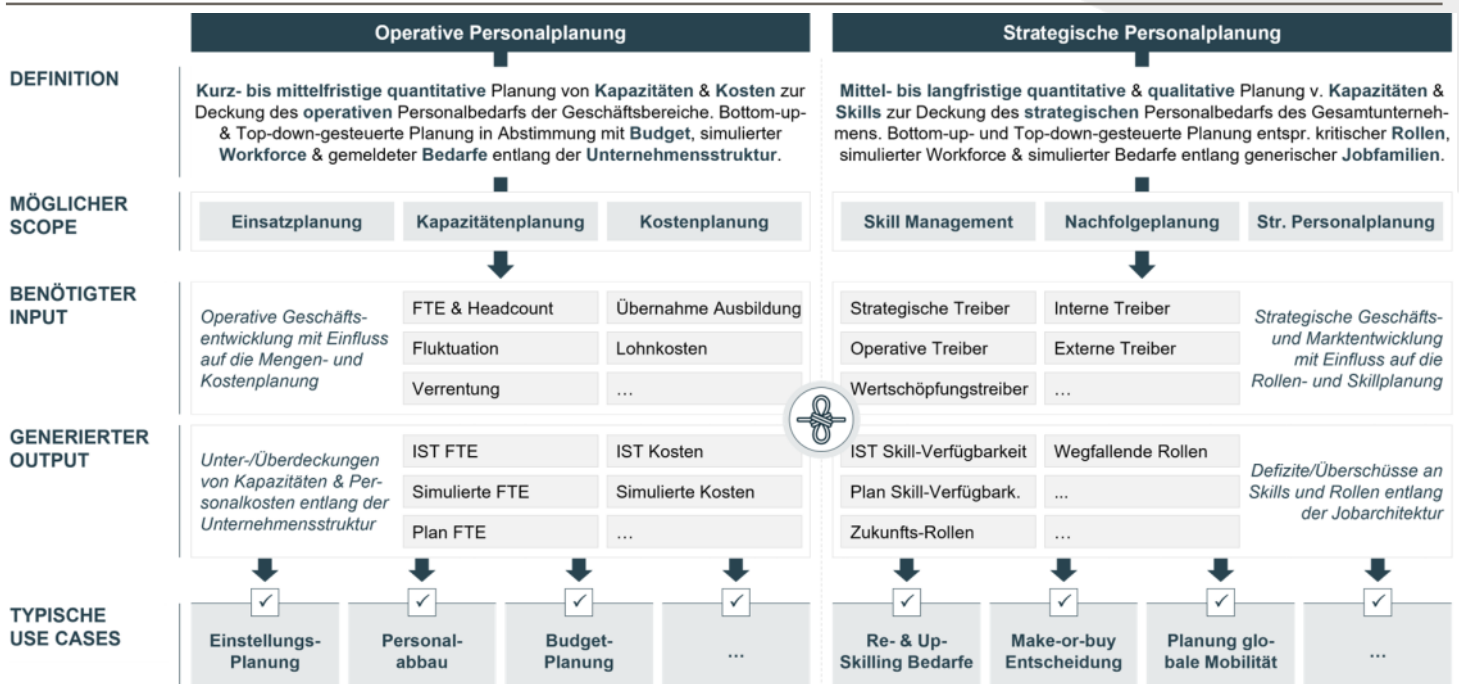 Operative Personalplanung
Strategische Personalplanung
DEFINITION
Kurz- bis mittelfristige quantitative Planung von Kapazitäten & Kosten zur
Deckung des operativen Personalbedarfs der Geschäftsbereiche. Bottom-up-
& Top-down-gesteuerte Planung in Abstimmung mit Budget, simulierter
Workforce & gemeldeter Bedarfe entlang der Unternehmensstruktur.
Mittel- bis langfristige quantitative & qualitative Planung v. Kapazitäten &
Skills zur Deckung des strategischen Personalbedarfs des Gesamtunterneh-
mens. Bottom-up- und Top-down-gesteuerte Planung entspr. kritischer Rollen,
simulierter Workforce & simulierter Bedarfe entlang generischer Jobfamilien.
MÖGLICHER
SCOPE
Einsatzplanung
Kapazitätenplanung
Kostenplanung
Skill Management
Nachfolgeplanung
Str. Personalplanung
BENÖTIGTER
INPUT
Operative Geschäfts-
entwicklung mit Einfluss
auf die Mengen- und
Kostenplanung
FTE & Headcount
Übernahme Ausbildung
Fluktuation
Lohnkosten
Verrentung
…
Strategische Treiber
Interne Treiber
Operative Treiber
Externe Treiber
Wertschöpfungstreiber
…
Strategische Geschäfts-
und Marktentwicklung
mit Einfluss auf die
Rollen- und Skillplanung
GENERIERTER
OUTPUT
Unter-/Überdeckungen
von Kapazitäten & Per-
sonalkosten entlang der
Unternehmensstruktur
IST FTE
IST Kosten
Simulierte FTE
Simulierte Kosten
Plan FTE
…
IST Skill-Verfügbarkeit
Wegfallende Rollen
Plan Skill-Verfügbark.
...
Zukunfts-Rollen
…
Defizite/Überschüsse an
Skills und Rollen entlang
der Jobarchitektur
TYPISCHE
USE CASES
Einstellungs-
Planung
Personal-
abbau
Budget-
Planung
…
Re- & Up-
Skilling Bedarfe
Make-or-buy
Entscheidung
Planung glo-
bale Mobilität
…